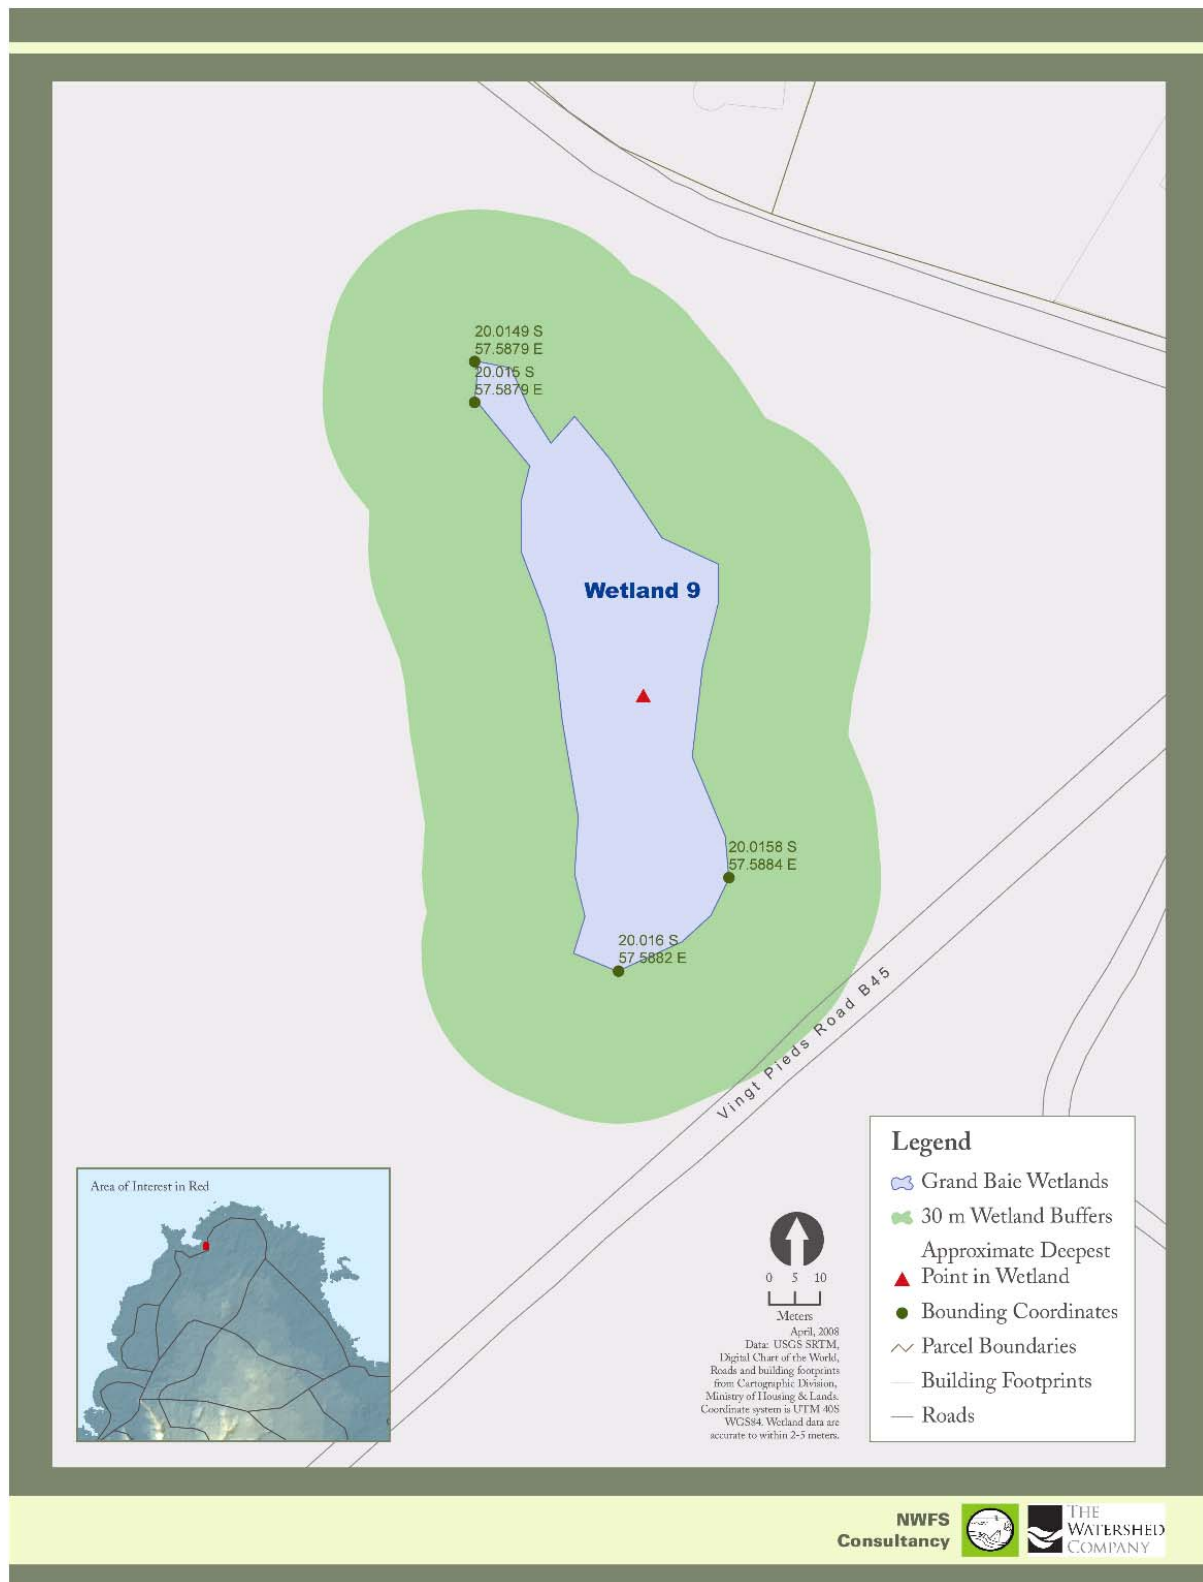 20.0149 S
57.5879 E
20.015 S
57.5879 E
Wetland 9
20.0158 S
57.5884 E
20.016 S
57.5882 E
Vingt Pieds Road B45
Area of Interest in Red
0 5 10
Meters
April, 2008
Data: USGS SRTM,
Digital Chart of the World,
Roads and building footprints
from Cartographic Division,
Ministry of Housing & Lands.
Coordinate system is UTM 40S
WGS84. Wetland data are
accurate to within 2-5 meters.
Legend
Grand Baie Wetlands
30 m Wetland Buffers
Approximate Deepest
Point in Wetland
Bounding Coordinates
Parcel Boundaries
Building Footprints
Roads
NWFS
Consultancy
THE
WATERSHED
COMPANY